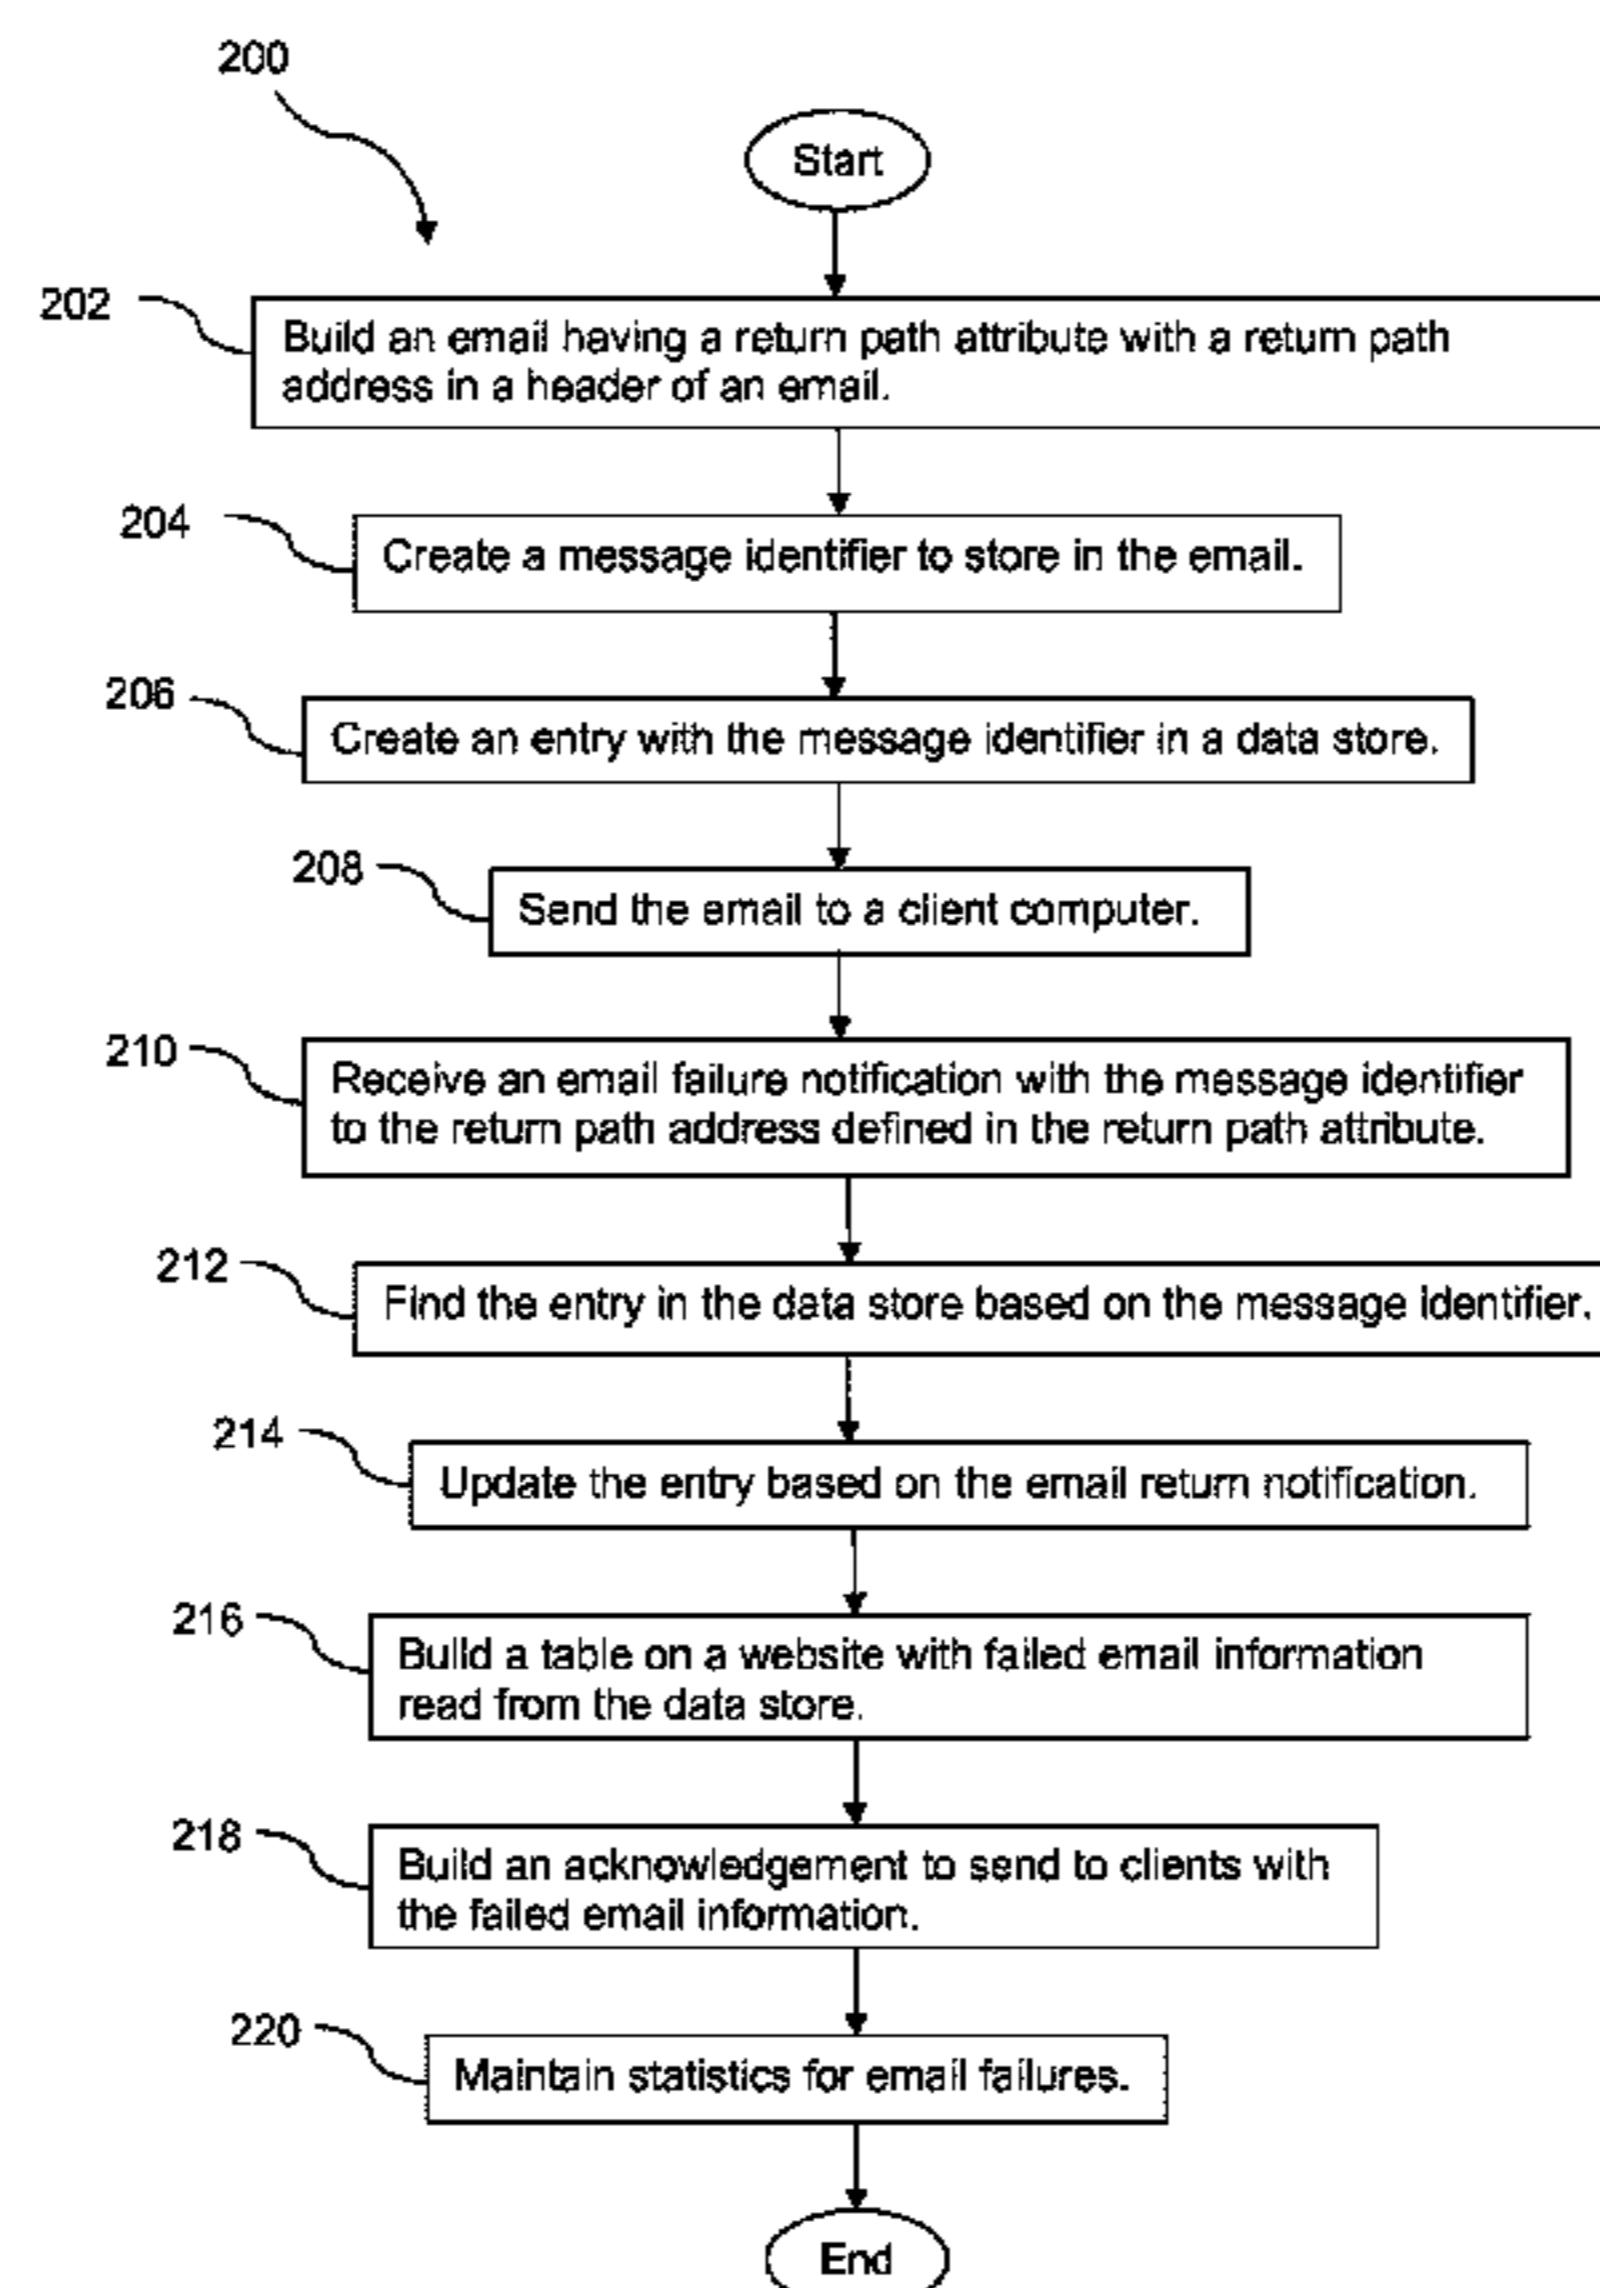 200
Start
202
Build an email having a return path attribute with a return path
address in a header of an email.
204
Create a message identifier to store in the email.
206
Create an entry with the message identifier in a data store.
208
Send the email to a client computer.
210
Receive an email failure notification with the message identifier
to the return path address defined in the return path attribute.
212
Find the entry in the data store based on the message identifier.
214
Update the entry based on the email return notification.
216
Build a table on a website with failed email information
read from the data store.
218
Build an acknowledgement to send to clients with
the failed email information.
220
Maintain statistics for email failures.
End